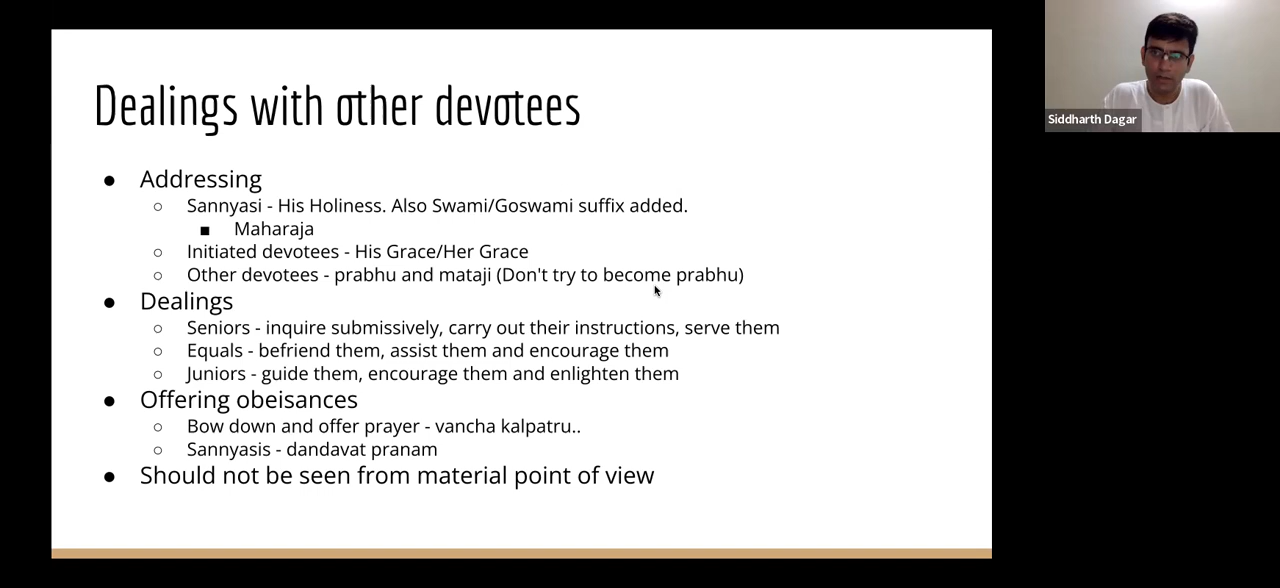 Dealings with other devotees
● Addressing
○ Sannyasi - His Holiness. Also Swami/Goswami suffix added.
■ Maharaja
○ Initiated devotees - His Grace/Her Grace
○ Other devotees - prabhu and mataji (Don't try to become prabhu)
● Dealings
○ Seniors - inquire submissively, carry out their instructions, serve them
○ Equals - befriend them, assist them and encourage them
○ Juniors - guide them, encourage them and enlighten them
● Offering obeisances
○ Bow down and offer prayer - vancha kalpatru..
○ Sannyasis - dandavat pranam
● Should not be seen from material point of view
Siddharth Dagar